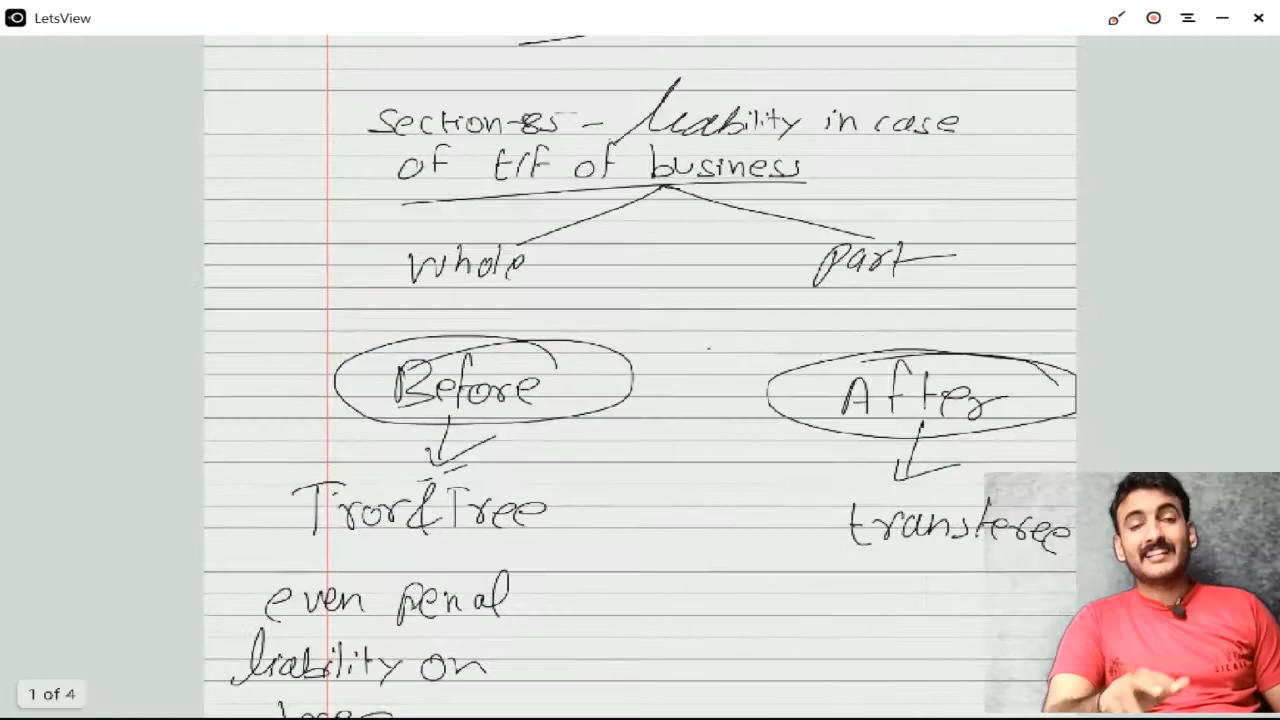 LetsView
Section-85 - Liability in case
of t/f of business
Whole
part
Before
After
Tror & Tree
transferee
even penal
liability on
1 of 4